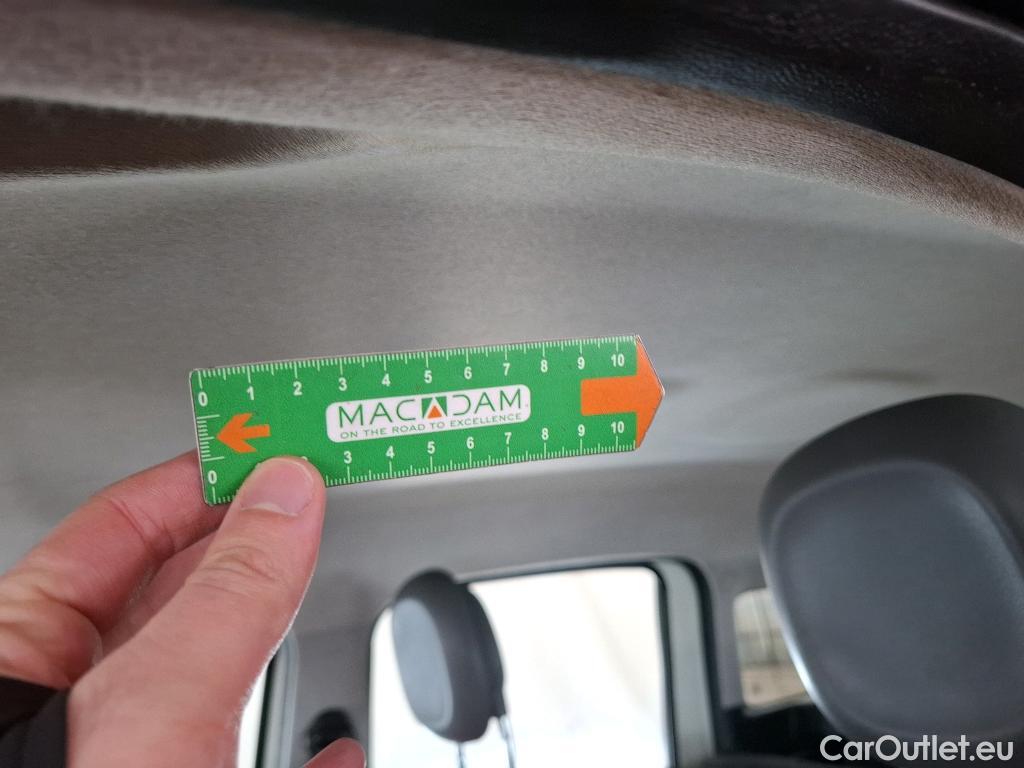 0 1 2 3 4 5 6 7 8 9 10
MACADAM
ON THE ROAD TO EXCELLENCE
0 3 4 5 6 7 8 9 10
CarOutlet.eu